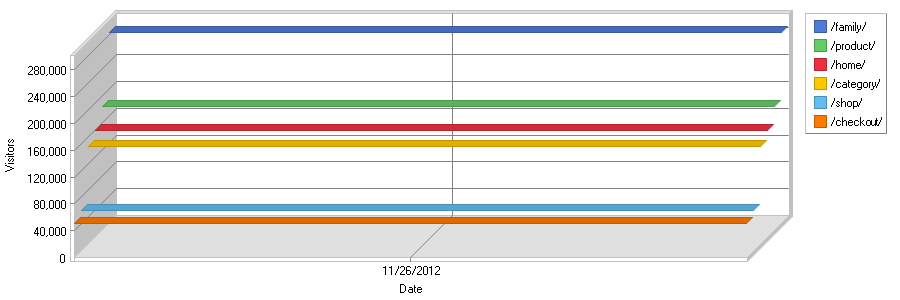 Visitors
280,000
240,000
200,000
160,000
120,000
80,000
40,000
0
11/26/2012
Date
/family/
/product/
/home/
/category/
/shop/
/checkout/